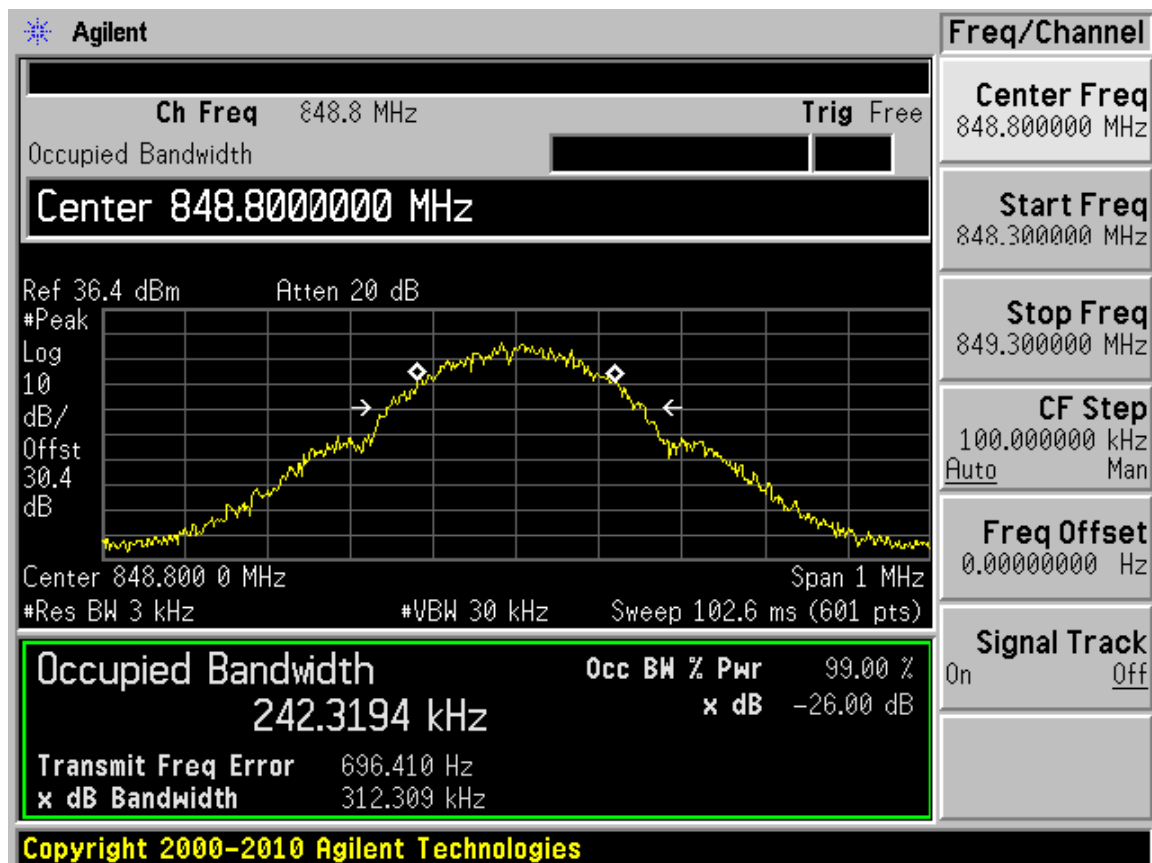 Agilent
Freq/Channel
Ch Freq 848.8 MHz Trig Free
Occupied Bandwidth
Center 848.8000000 MHz
Ref 36.4 dBm Atten 20 dB
#Peak
Log
10
dB/
Offst
30.4
dB
Center 848.800 0 MHz Span 1 MHz
#Res BW 3 kHz #VBW 30 kHz Sweep 102.6 ms (601 pts)
Occupied Bandwidth
242.3194 kHz
Occ BW % Pwr 99.00 %
x dB -26.00 dB
Transmit Freq Error 696.410 Hz
x dB Bandwidth 312.309 kHz
Center Freq
848.800000 MHz
Start Freq
848.300000 MHz
Stop Freq
849.300000 MHz
CF Step
100.000000 kHz
Auto Man
Freq Offset
0.00000000 Hz
Signal Track
On Off
Copyright 2000-2010 Agilent Technologies